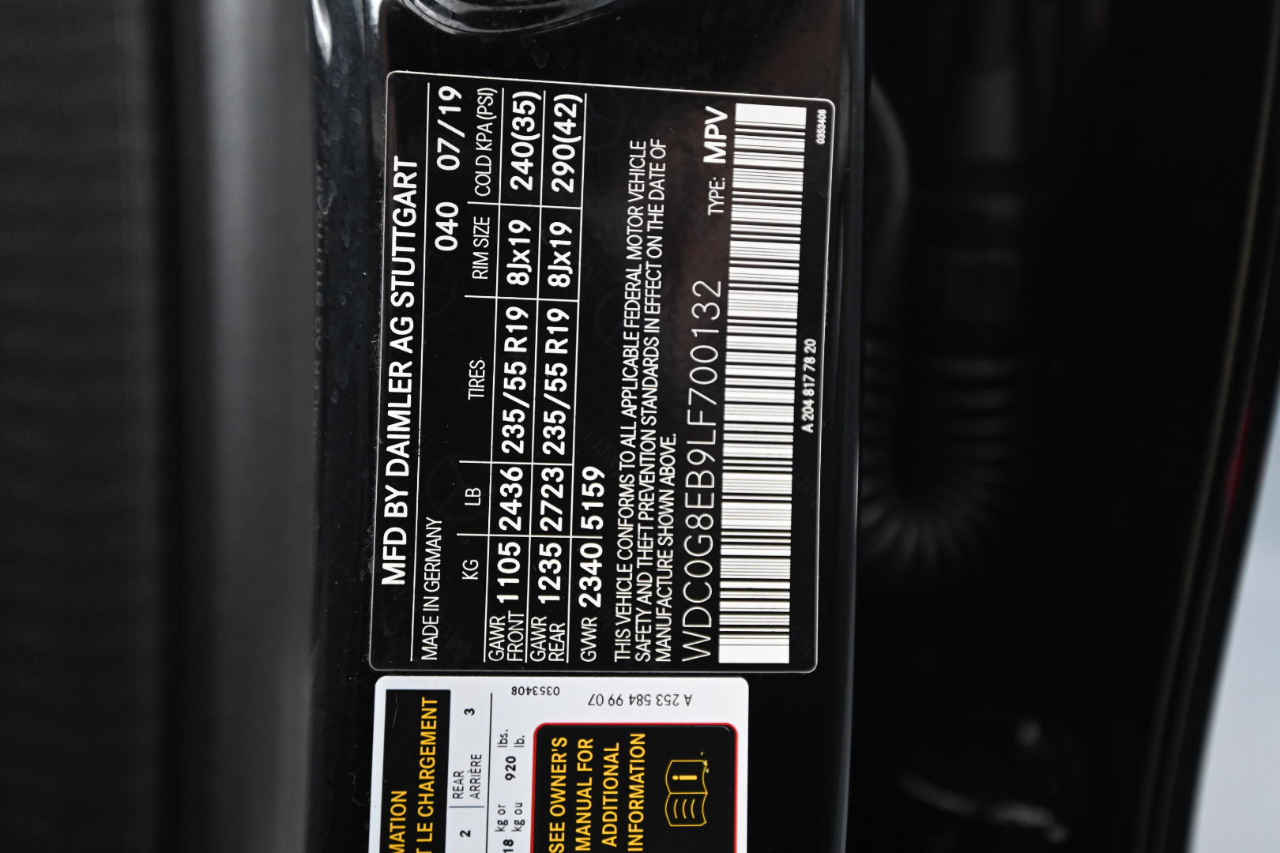 MFD BY DAIMLER AG STUTTGART
MADE IN GERMANY 040 07/19
KG LB TIRES RIM SIZE COLD KPA(PSI)
GAWR FRONT 1105 2436 235/55 R19 8Jx19 240(35)
GAWR REAR 1235 2723 235/55 R19 8Jx19 290(42)
GVWR 2340 5159
THIS VEHICLE CONFORMS TO ALL APPLICABLE FEDERAL MOTOR VEHICLE
SAFETY AND THEFT PREVENTION STANDARDS IN EFFECT ON THE DATE OF
MANUFACTURE SHOWN ABOVE.
WDC0G8EB9LF700132 TYPE: MPV
A 204 817 78 20
0353408
T LE CHARGEMENT
2 REAR 3
ARRIÈRE
kg or 920 lbs.
kg ou lb.
SEE OWNER'S
MANUAL FOR
ADDITIONAL
INFORMATION
0353408
A 253 584 99 07